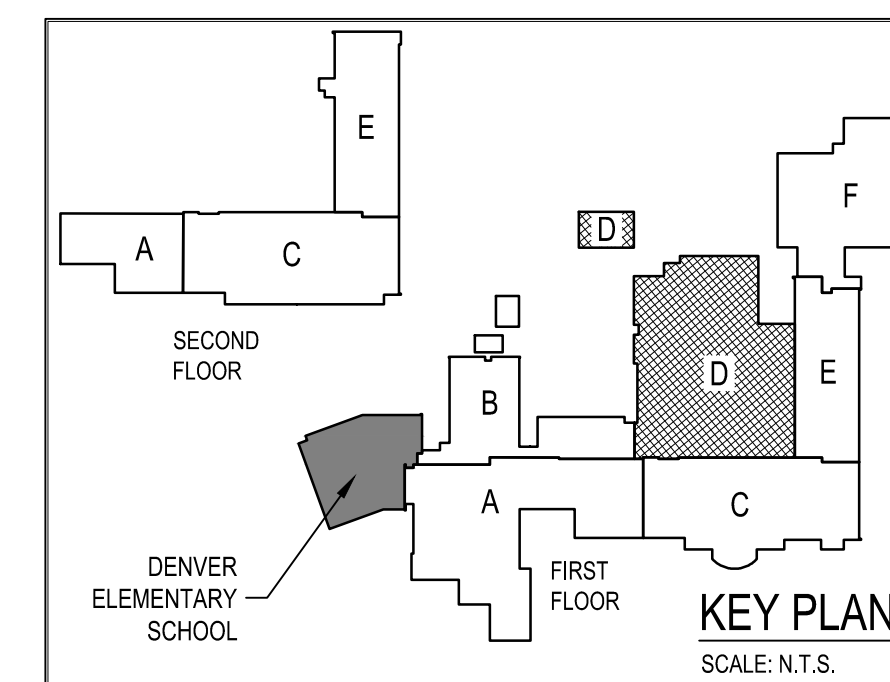 E
A
C
SECOND
FLOOR
D
F
D
E
B
A
C
DENVER
ELEMENTARY
SCHOOL
FIRST
FLOOR
KEY PLAN
SCALE: N.T.S.